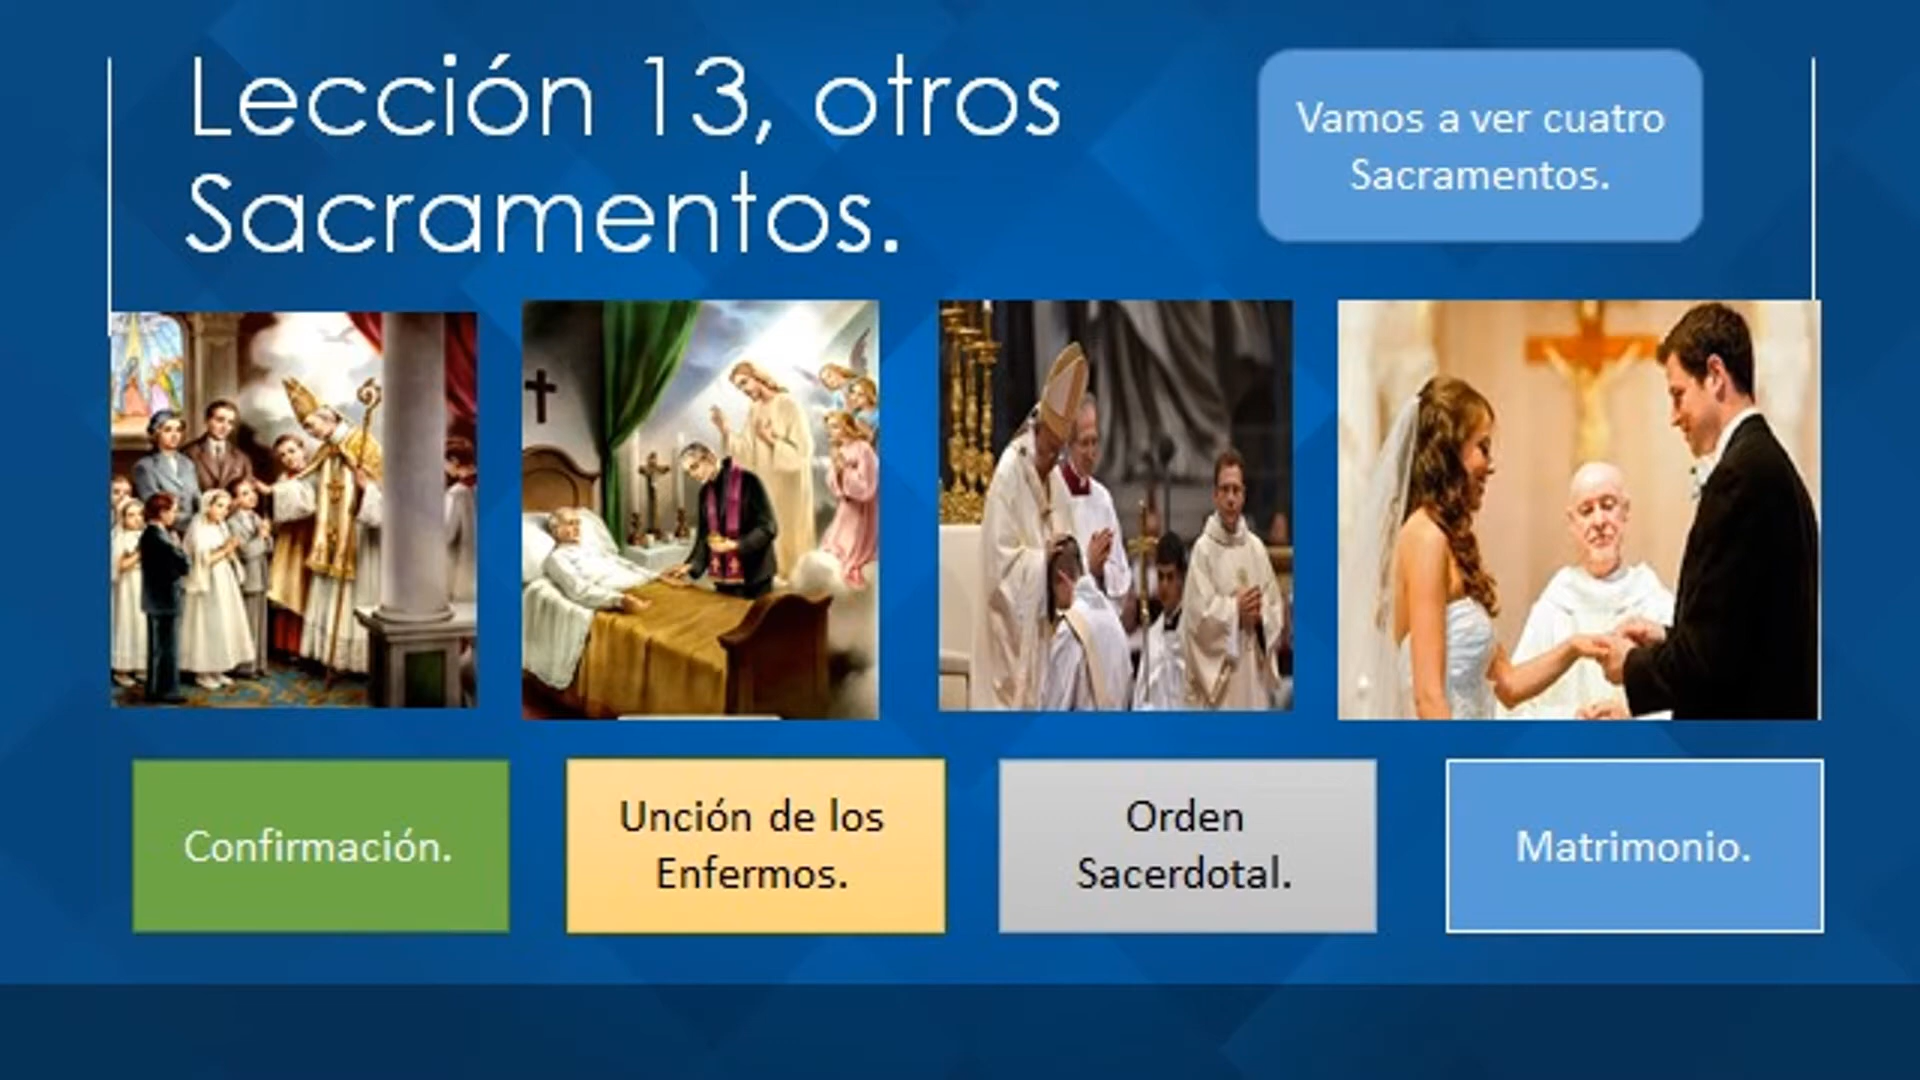 Lección 13, otros
Sacramentos.
Vamos a ver cuatro
Sacramentos.
Confirmación.
Unción de los
Enfermos.
Orden
Sacerdotal.
Matrimonio.